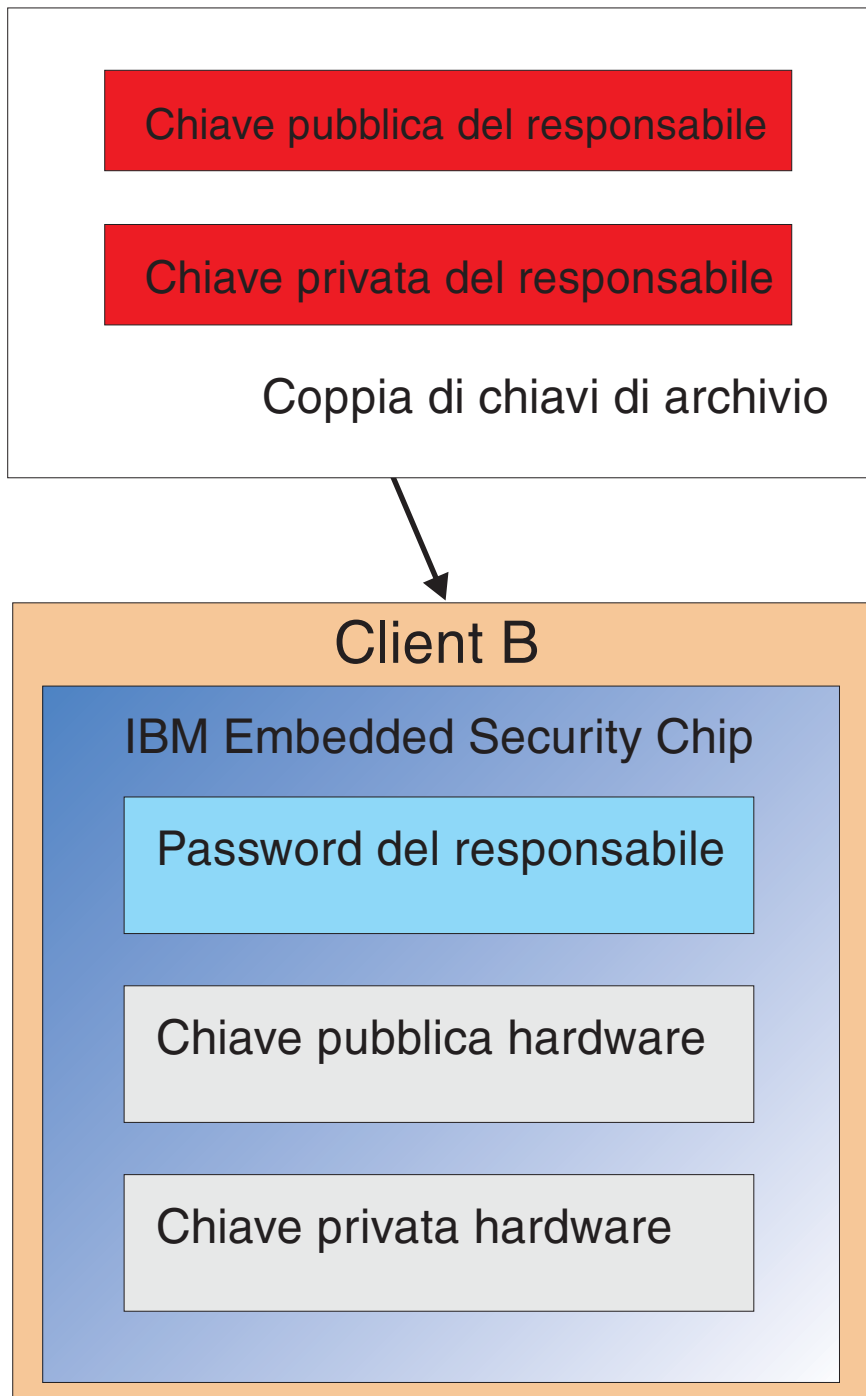 Chiave pubblica del responsabile
Chiave privata del responsabile
Coppia di chiavi di archivio
Client B
IBM Embedded Security Chip
Password del responsabile
Chiave pubblica hardware
Chiave privata hardware